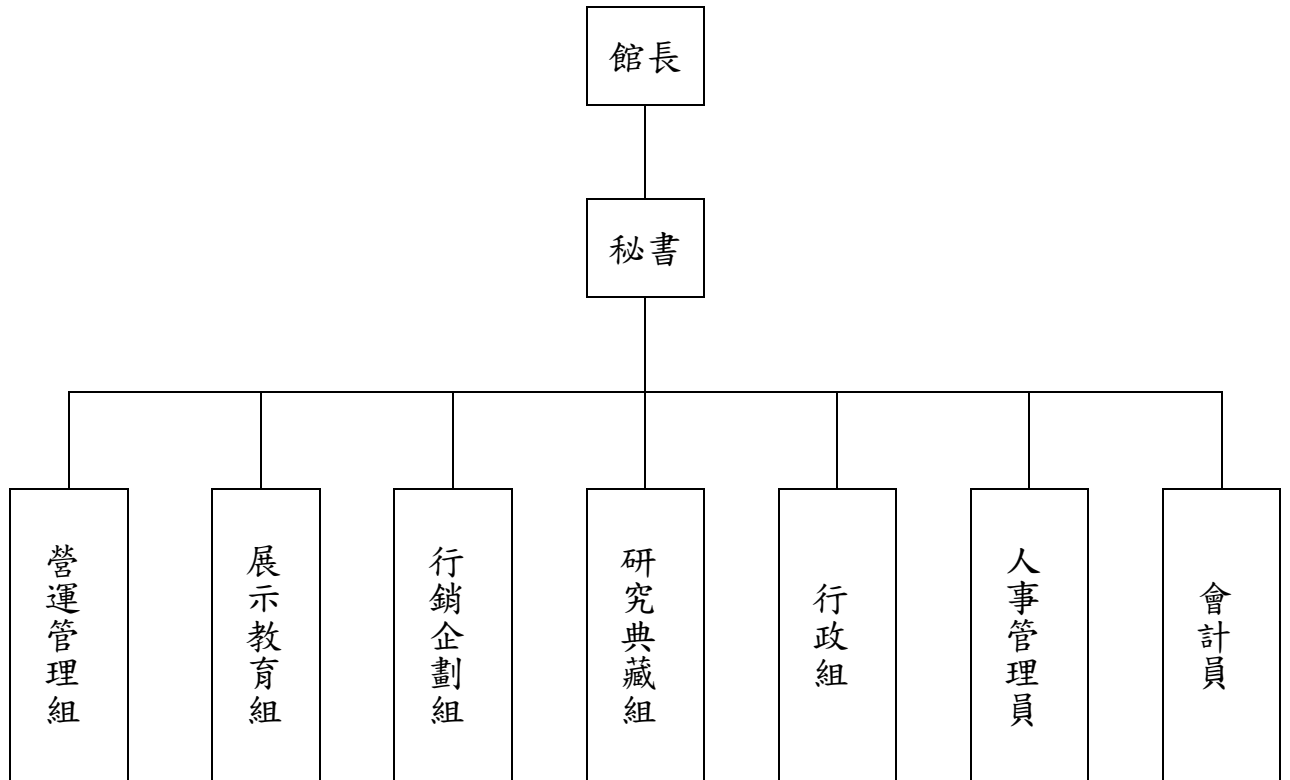 館長
秘書
營運管理組
展示教育組
行銷企劃組
研究典藏組
行政組
人事管理員
會計員